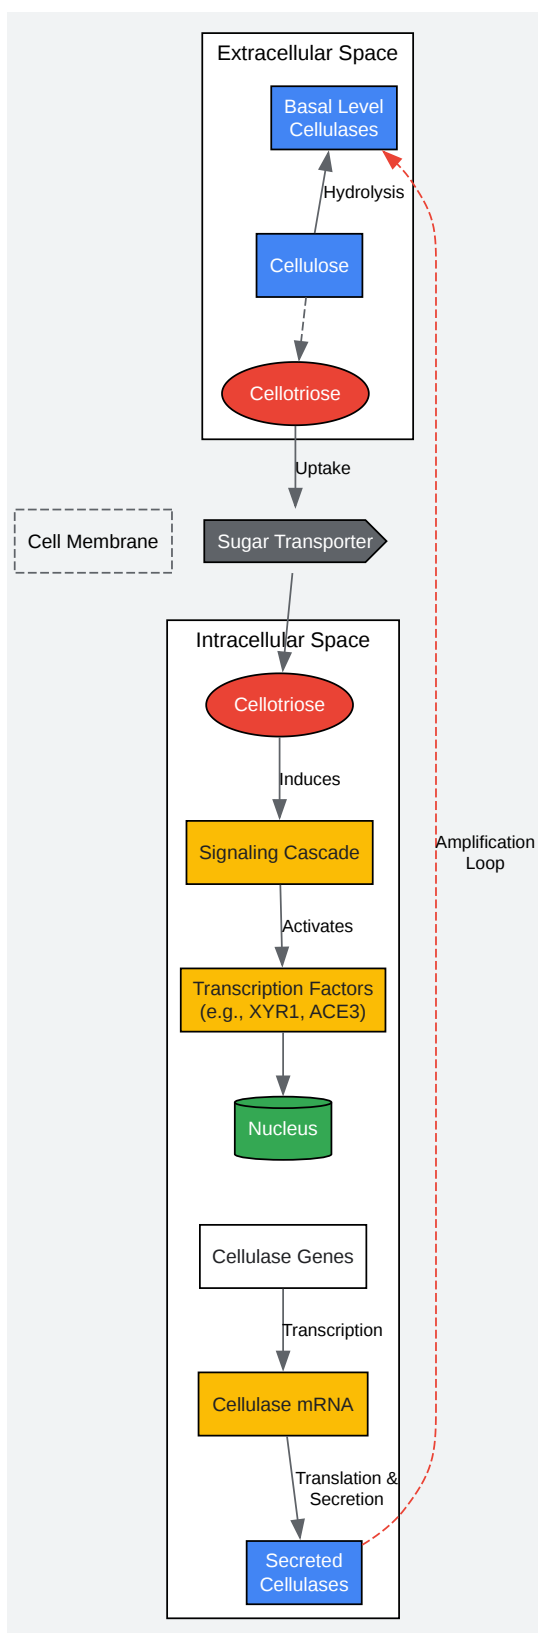 Extracellular Space
Basal Level
Cellulases
Hydrolysis
Cellulose
Cellotriose
Uptake
Cell Membrane
Sugar Transporter
Intracellular Space
Cellotriose
Induces
Signaling Cascade
Amplification
Loop
Activates
Transcription Factors
(e.g., XYR1, ACE3)
Nucleus
Cellulase Genes
Transcription
Cellulase mRNA
Translation &
Secretion
Secreted
Cellulases